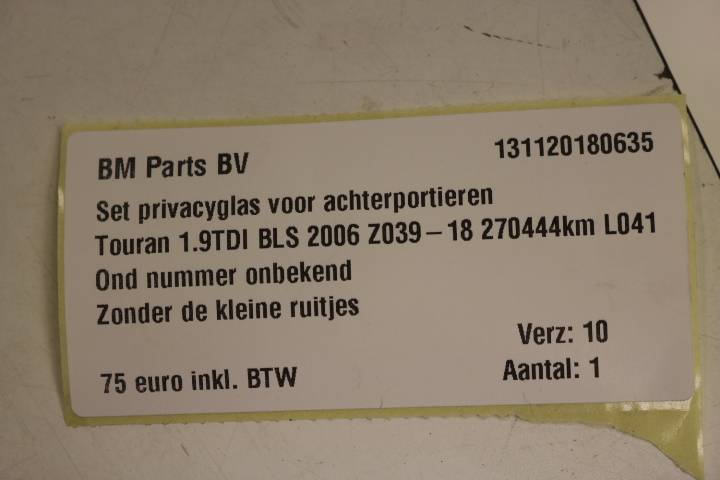 BM Parts BV 131120180635
Set privacyglas voor achterportieren
Touran 1.9TDI BLS 2006 Z039-18 270444km L041
Ond nummer onbekend
Zonder de kleine ruitjes
Verz: 10
75 euro inkl. BTW Aantal: 1